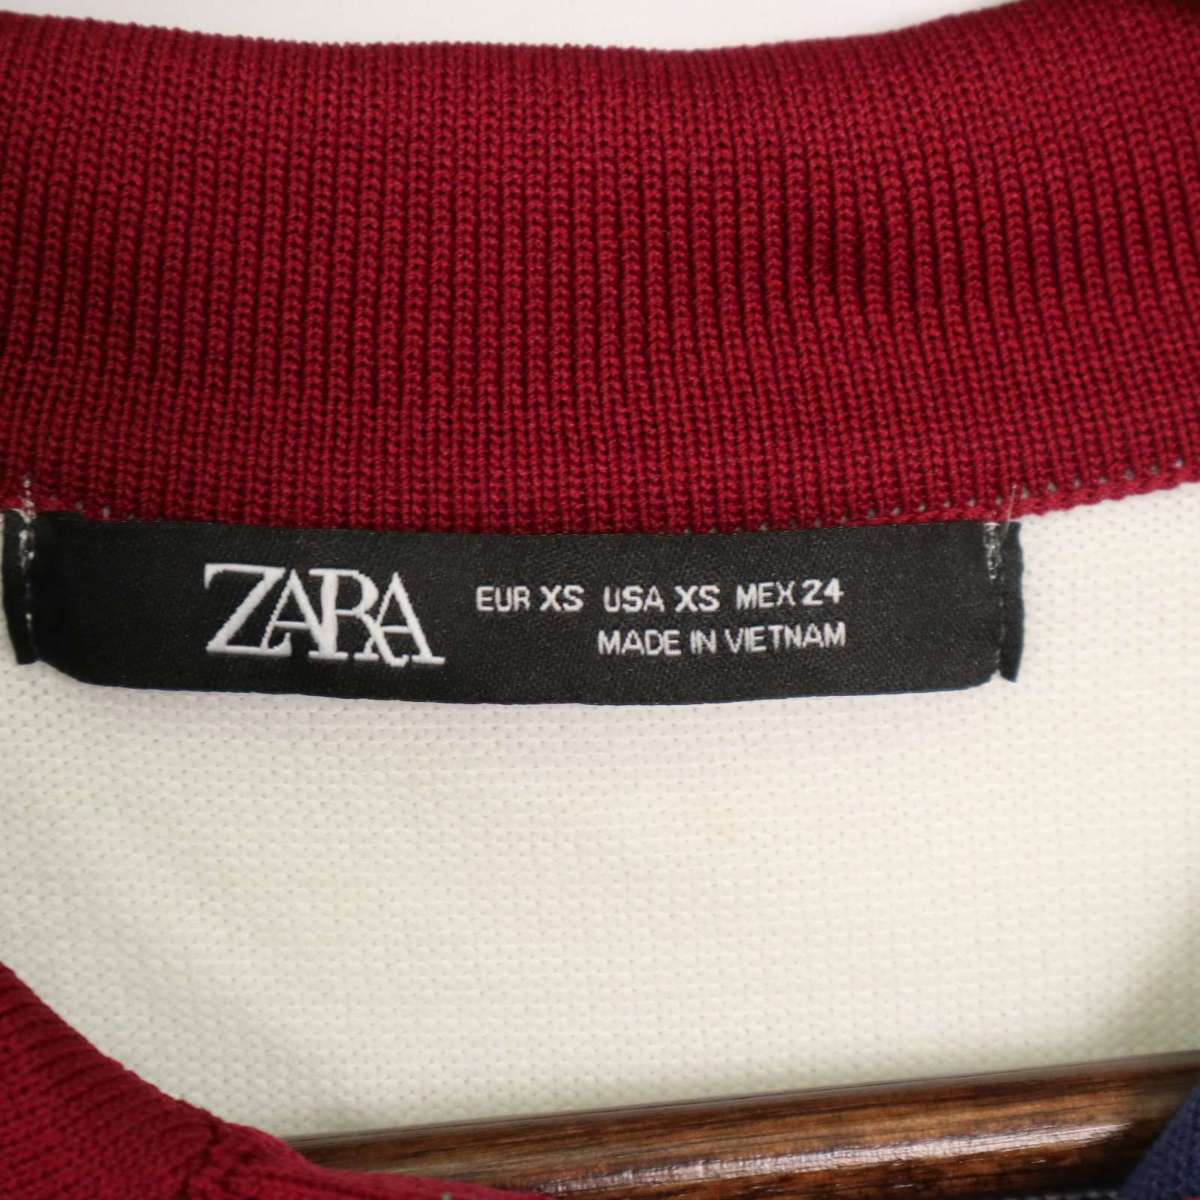 ZARA
EUR XS USA XS MEX 24
MADE IN VIETNAM